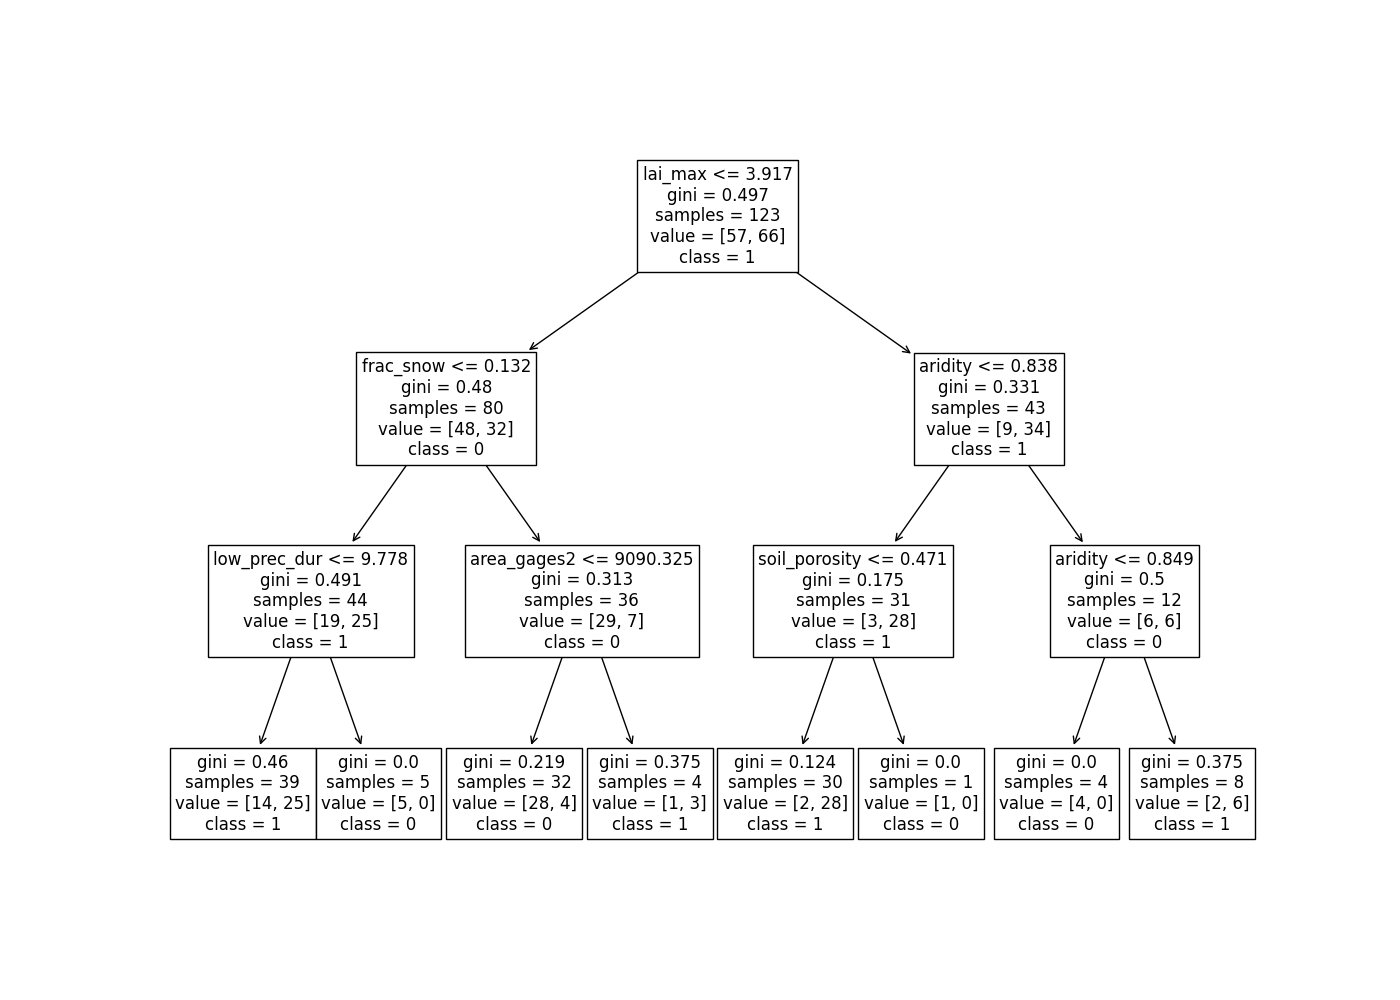 lai_max <= 3.917
gini = 0.497
samples = 123
value = [57, 66]
class = 1
frac_snow <= 0.132
gini = 0.48
samples = 80
value = [48, 32]
class = 0
aridity <= 0.838
gini = 0.331
samples = 43
value = [9, 34]
class = 1
low_prec_dur <= 9.778
gini = 0.491
samples = 44
value = [19, 25]
class = 1
area_gages2 <= 9090.325
gini = 0.313
samples = 36
value = [29, 7]
class = 0
soil_porosity <= 0.471
gini = 0.175
samples = 31
value = [3, 28]
class = 1
aridity <= 0.849
gini = 0.5
samples = 12
value = [6, 6]
class = 0
gini = 0.46
samples = 39
value = [14, 25]
class = 1
gini = 0.0
samples = 5
value = [5, 0]
class = 0
gini = 0.219
samples = 32
value = [28, 4]
class = 0
gini = 0.375
samples = 4
value = [1, 3]
class = 1
gini = 0.124
samples = 30
value = [2, 28]
class = 1
gini = 0.0
samples = 1
value = [1, 0]
class = 0
gini = 0.0
samples = 4
value = [4, 0]
class = 0
gini = 0.375
samples = 8
value = [2, 6]
class = 1